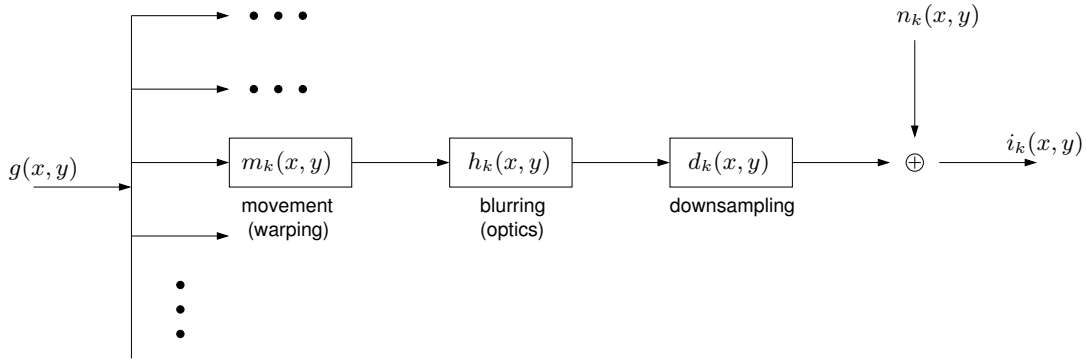 n_k(x, y)
g(x, y)
m_k(x, y)
h_k(x, y)
d_k(x, y)
⊕
i_k(x, y)
movement
(warping)
blurring
(optics)
downsampling